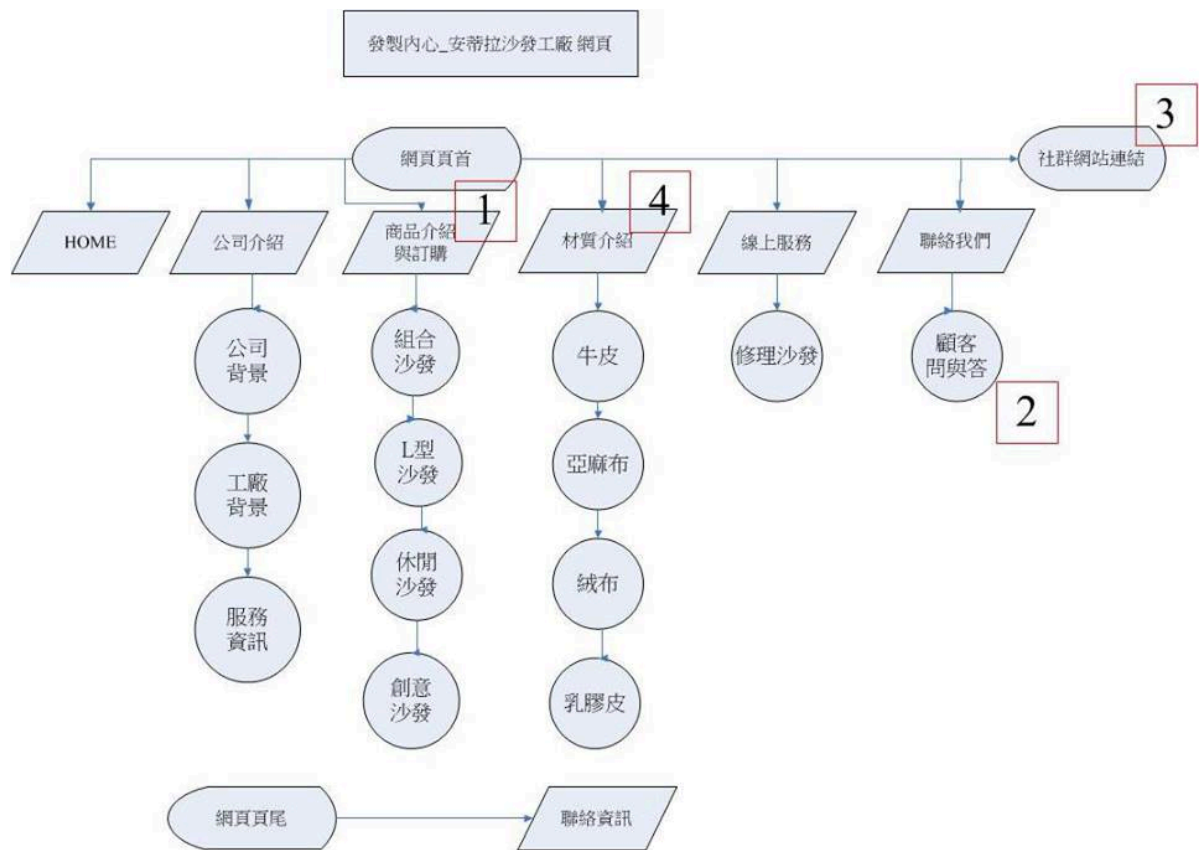 發製內心_安蒂拉沙發工廠 網頁
3
網頁頁首
社群網站連結
1
4
HOME
公司介紹
商品介紹
與訂購
材質介紹
線上服務
聯絡我們
公司
背景
組合
沙發
牛皮
修理沙發
顧客
問與答
2
工廠
背景
L型
沙發
亞麻布
服務
資訊
休閒
沙發
絨布
創意
沙發
乳膠皮
網頁頁尾
聯絡資訊